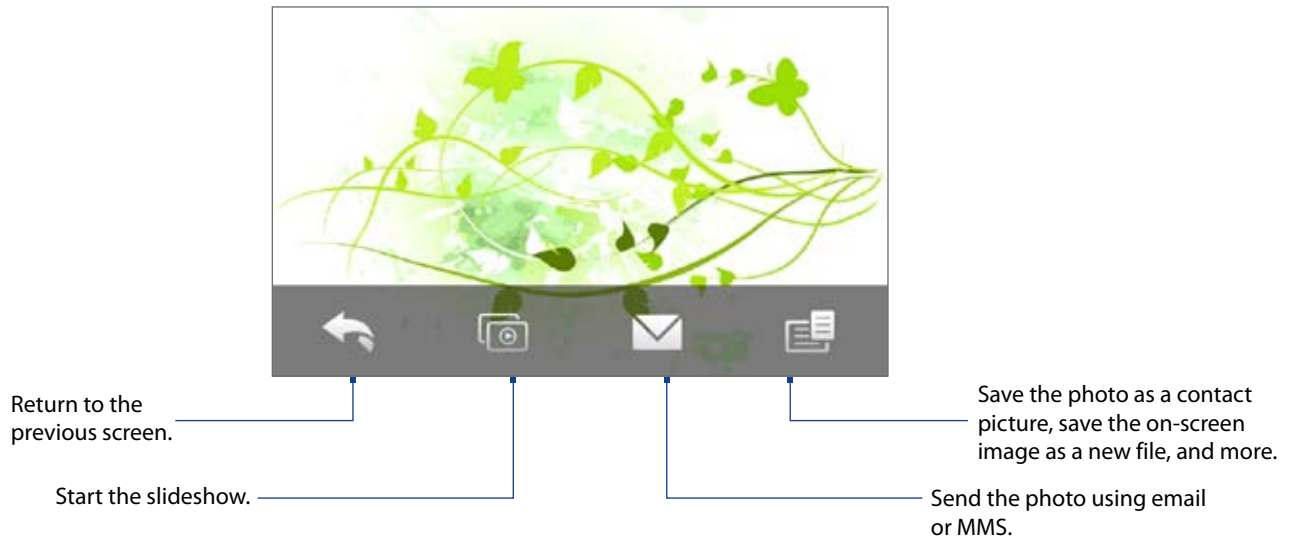 Return to the
previous screen.
Start the slideshow.
Save the photo as a contact
picture, save the on-screen
image as a new file, and more.
Send the photo using email
or MMS.